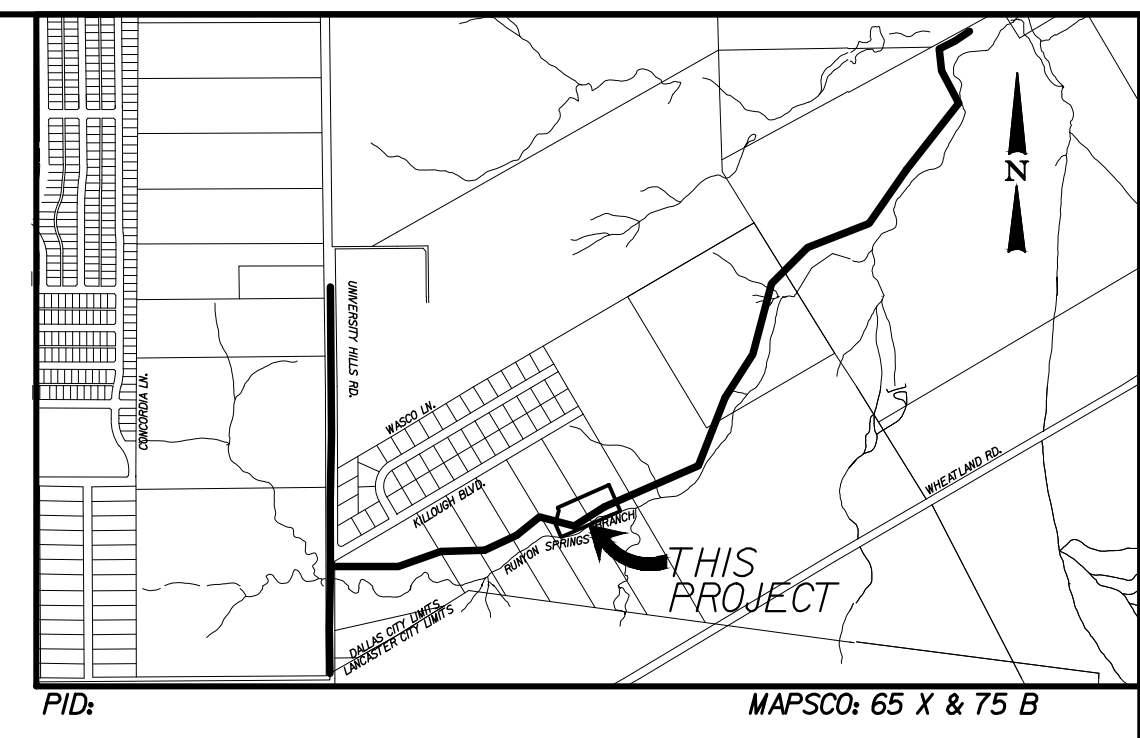 N
UNIVERSITY HILLS RD.
CONCORDIA LN.
WASCO LN.
KILLOUGH BLVD.
WHEATLAND RD.
RUNYON SPRINGS BRANCH
THIS
PROJECT
DALLAS CITY LIMITS
LANCASTER CITY LIMITS
PID:
MAPSCO: 65 X & 75 B